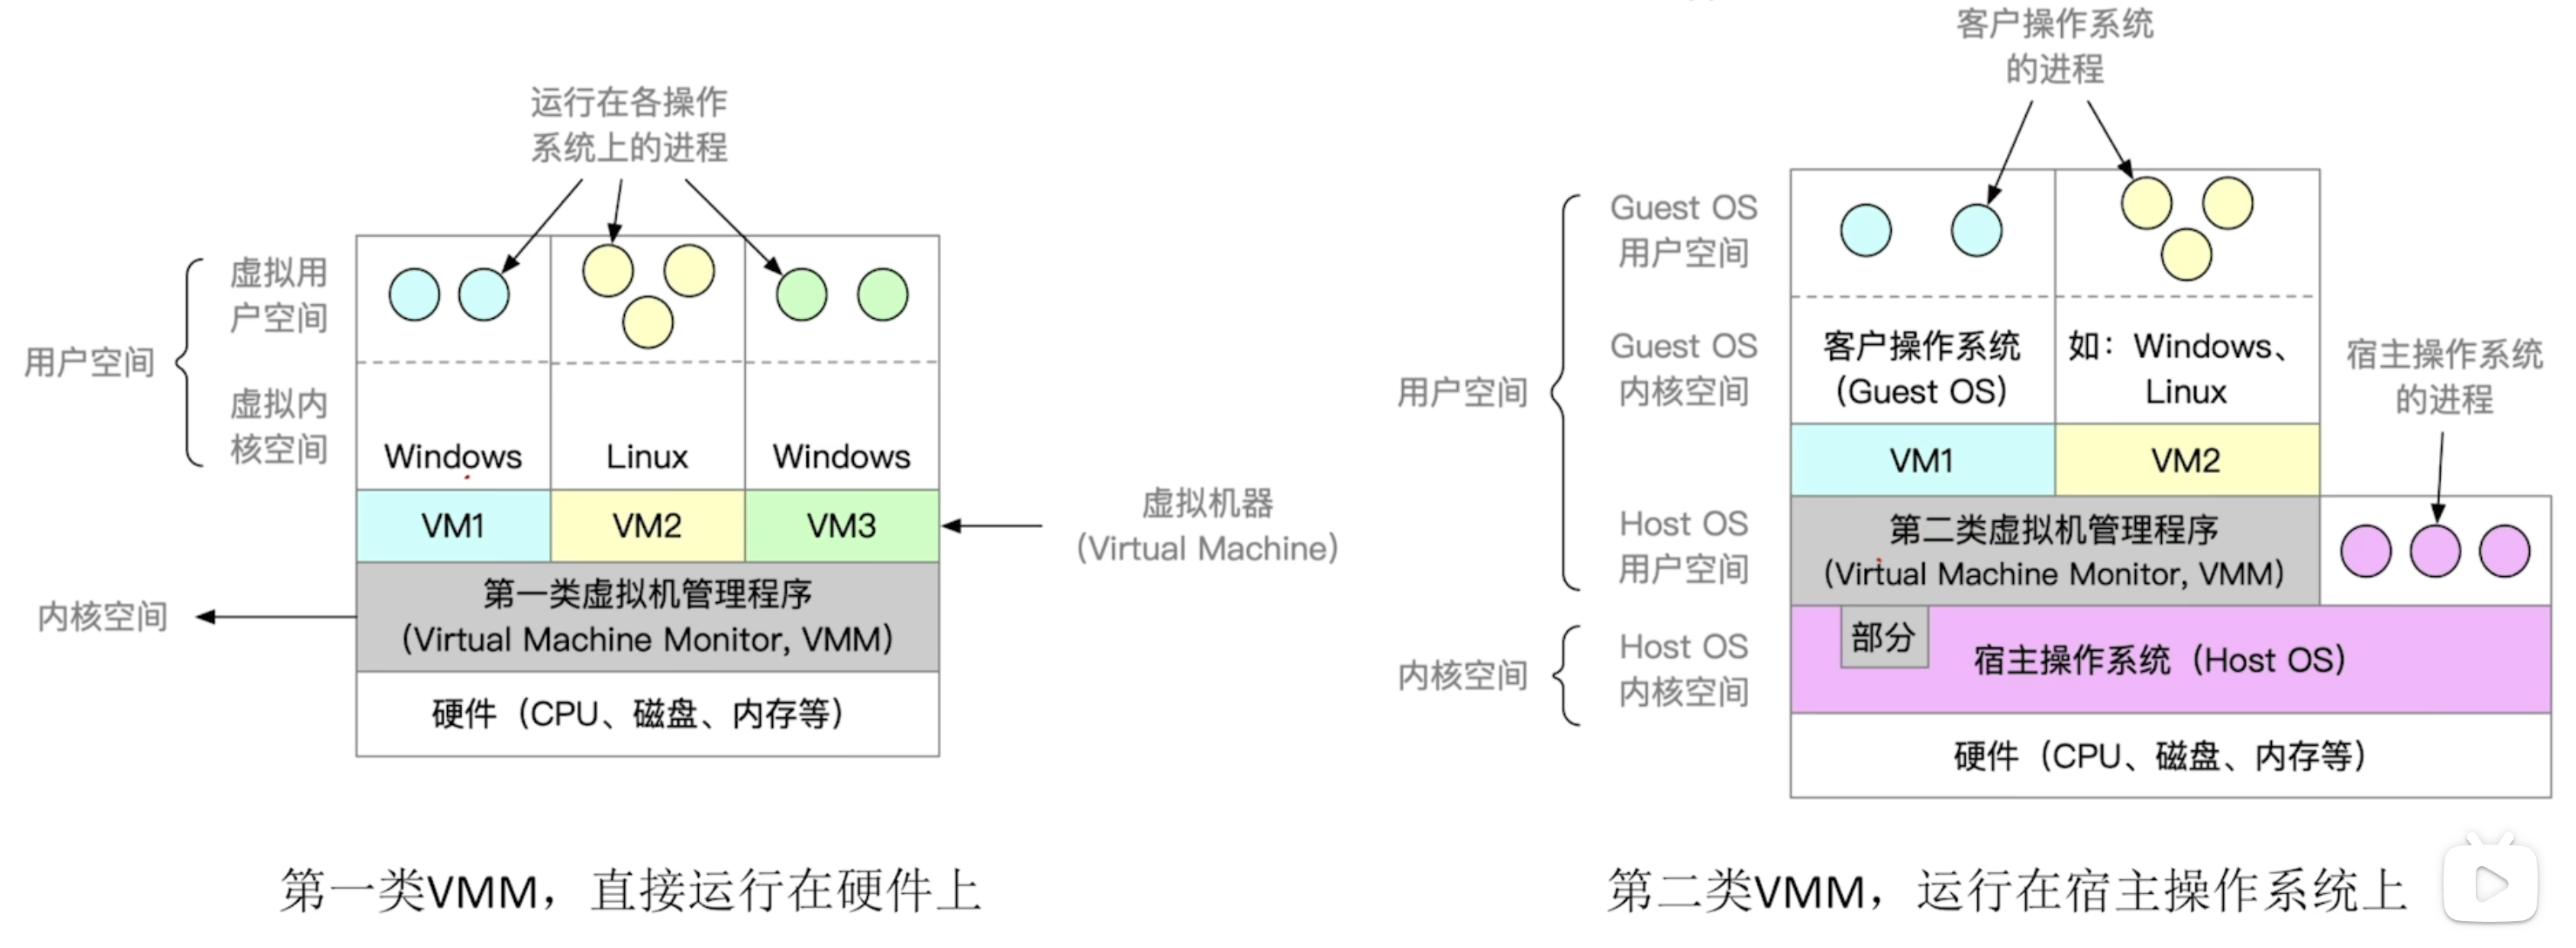 运行在各操作
系统上的进程
用户空间
虚拟用
户空间
虚拟内
核空间
Windows
Linux
Windows
VM1
VM2
VM3
虚拟机器
（Virtual Machine）
内核空间
第一类虚拟机管理程序
（Virtual Machine Monitor, VMM）
硬件（CPU、磁盘、内存等）
第一类VMM，直接运行在硬件上
客户操作系统
的进程
用户空间
Guest OS
用户空间
Guest OS
内核空间
Host OS
用户空间
客户操作系统
（Guest OS）
如：Windows、
Linux
VM1
VM2
宿主操作系统
的进程
第二类虚拟机管理程序
（Virtual Machine Monitor, VMM）
内核空间
Host OS
内核空间
部分
宿主操作系统（Host OS）
硬件（CPU、磁盘、内存等）
第二类VMM，运行在宿主操作系统上